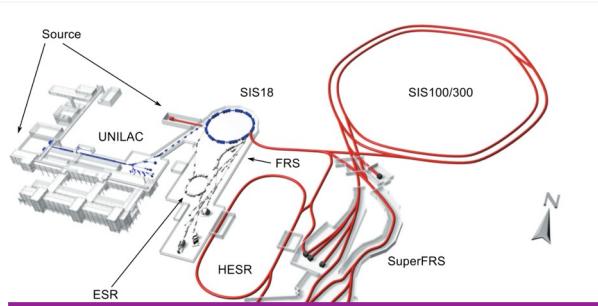 Source
SIS18
SIS100/300
UNILAC
FRS
N
SuperFRS
HESR
ESR